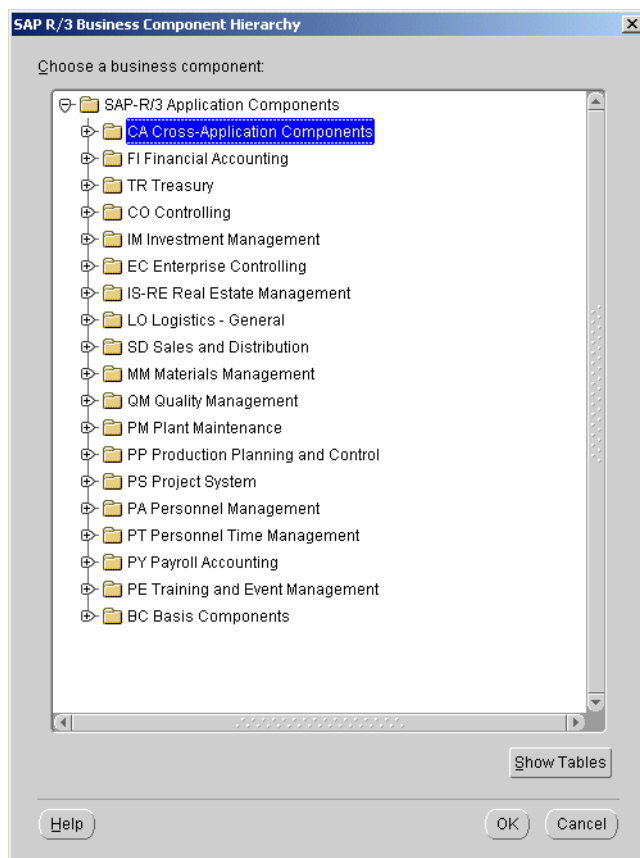 SAP R/3 Business Component Hierarchy
Choose a business component:
SAP-R/3 Application Components
CA Cross-Application Components
FI Financial Accounting
TR Treasury
CO Controlling
IM Investment Management
EC Enterprise Controlling
IS-RE Real Estate Management
LO Logistics - General
SD Sales and Distribution
MM Materials Management
QM Quality Management
PM Plant Maintenance
PP Production Planning and Control
PS Project System
PA Personnel Management
PT Personnel Time Management
PY Payroll Accounting
PE Training and Event Management
BC Basis Components
Show Tables
Help OK Cancel